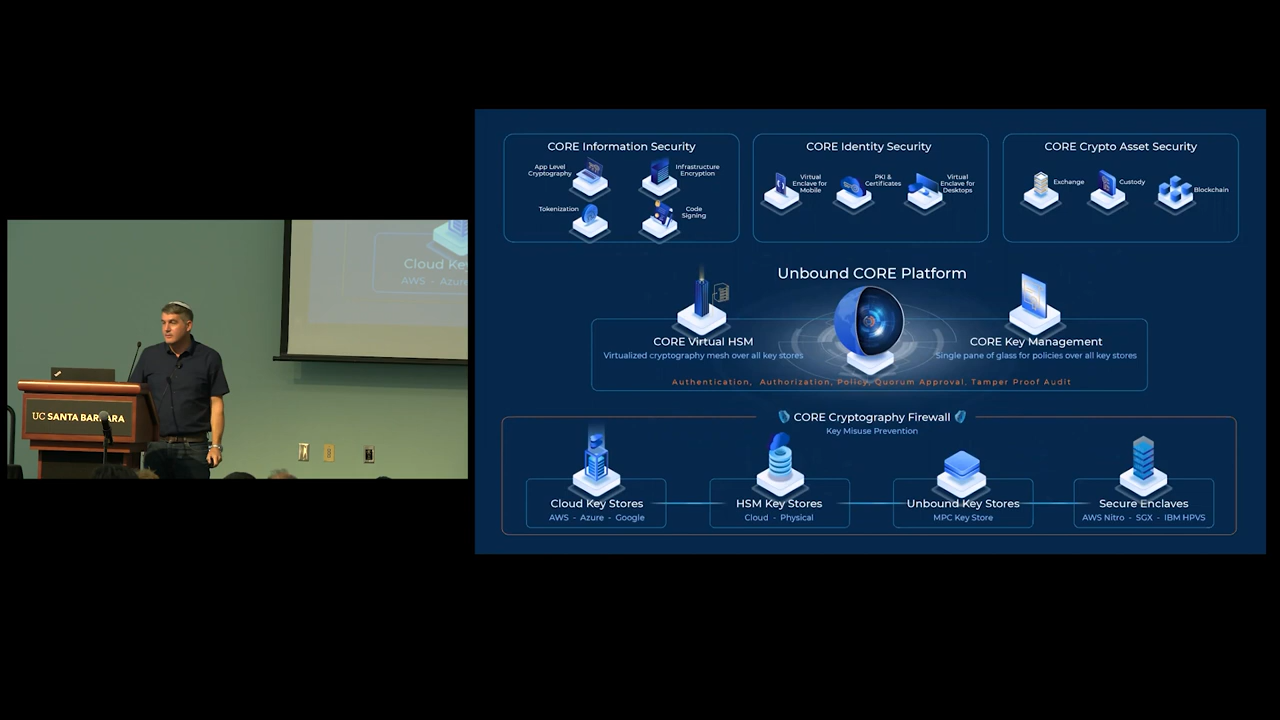 UC SANTA BARBARA
Cloud Key
AWS - Azure
CORE Information Security
App Level
Cryptography
Infrastructure
Encryption
Tokenization
Code
Signing
CORE Identity Security
Virtual
Enclave for
Mobile
PKI &
Certificates
Virtual
Enclave for
Desktops
CORE Crypto Asset Security
Exchange
Custody
Blockchain
Unbound CORE Platform
CORE Virtual HSM
Virtualized cryptography mesh over all key stores
CORE Key Management
Single pane of glass for policies over all key stores
Authentication, Authorization, Policy, Quorum Approval, Tamper Proof Audit
CORE Cryptography Firewall
Key Misuse Prevention
Cloud Key Stores
AWS - Azure - Google
HSM Key Stores
Cloud - Physical
Unbound Key Stores
MPC Key Store
Secure Enclaves
AWS Nitro - SGX - IBM HPVS